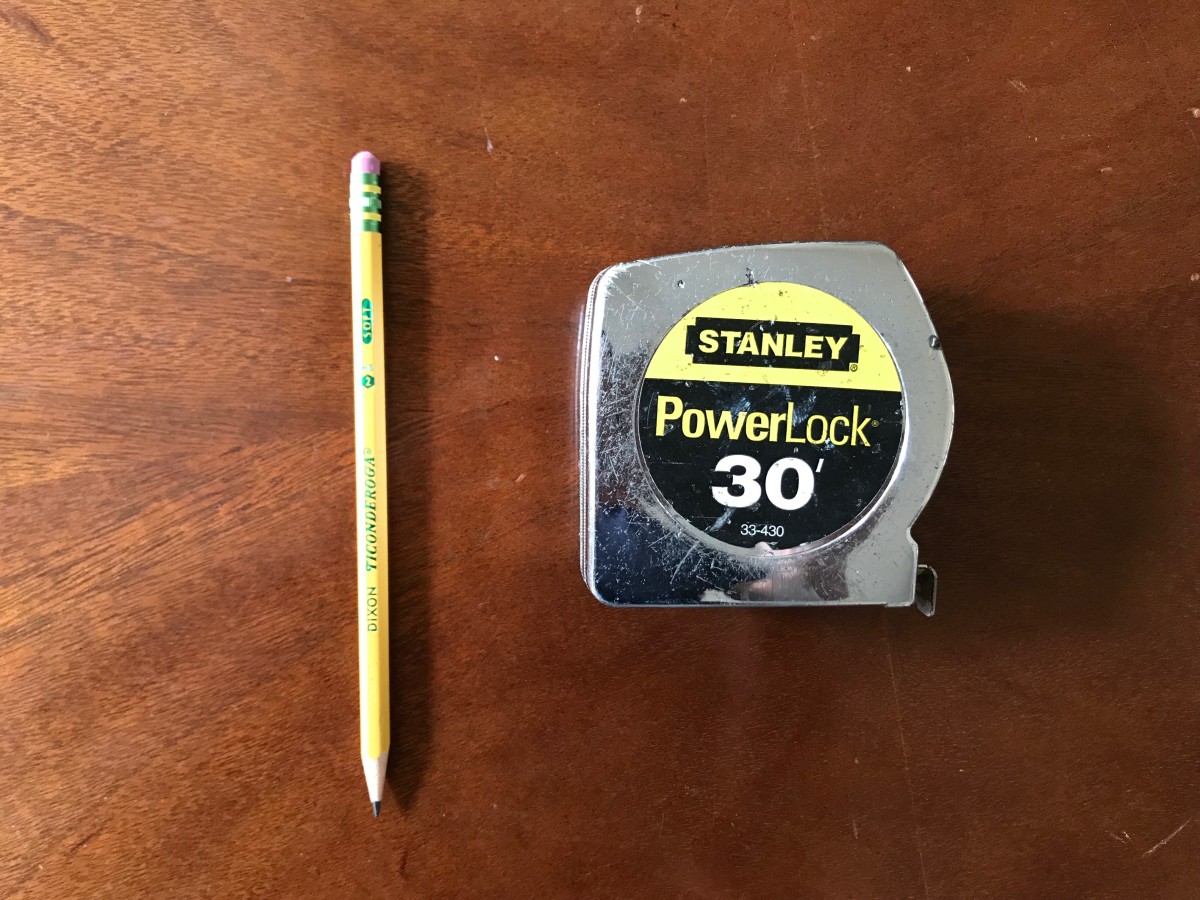 SOFT
2
DIXON TICONDEROGA®
STANLEY®
PowerLock®
30'
33-430